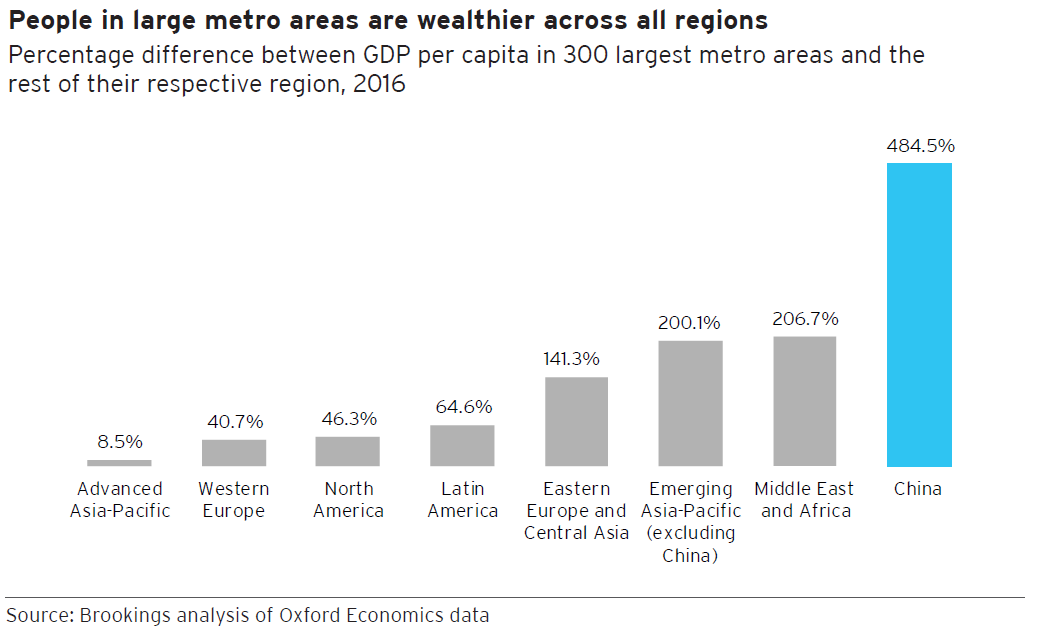 People in large metro areas are wealthier across all regions
Percentage difference between GDP per capita in 300 largest metro areas and the
rest of their respective region, 2016
484.5%
206.7%
200.1%
141.3%
64.6%
46.3%
40.7%
8.5%
Advanced
Asia-Pacific
Western
Europe
North
America
Latin
America
Eastern
Europe and
Central Asia
Emerging
Asia-Pacific
(excluding
China)
Middle East
and Africa
China
Source: Brookings analysis of Oxford Economics data